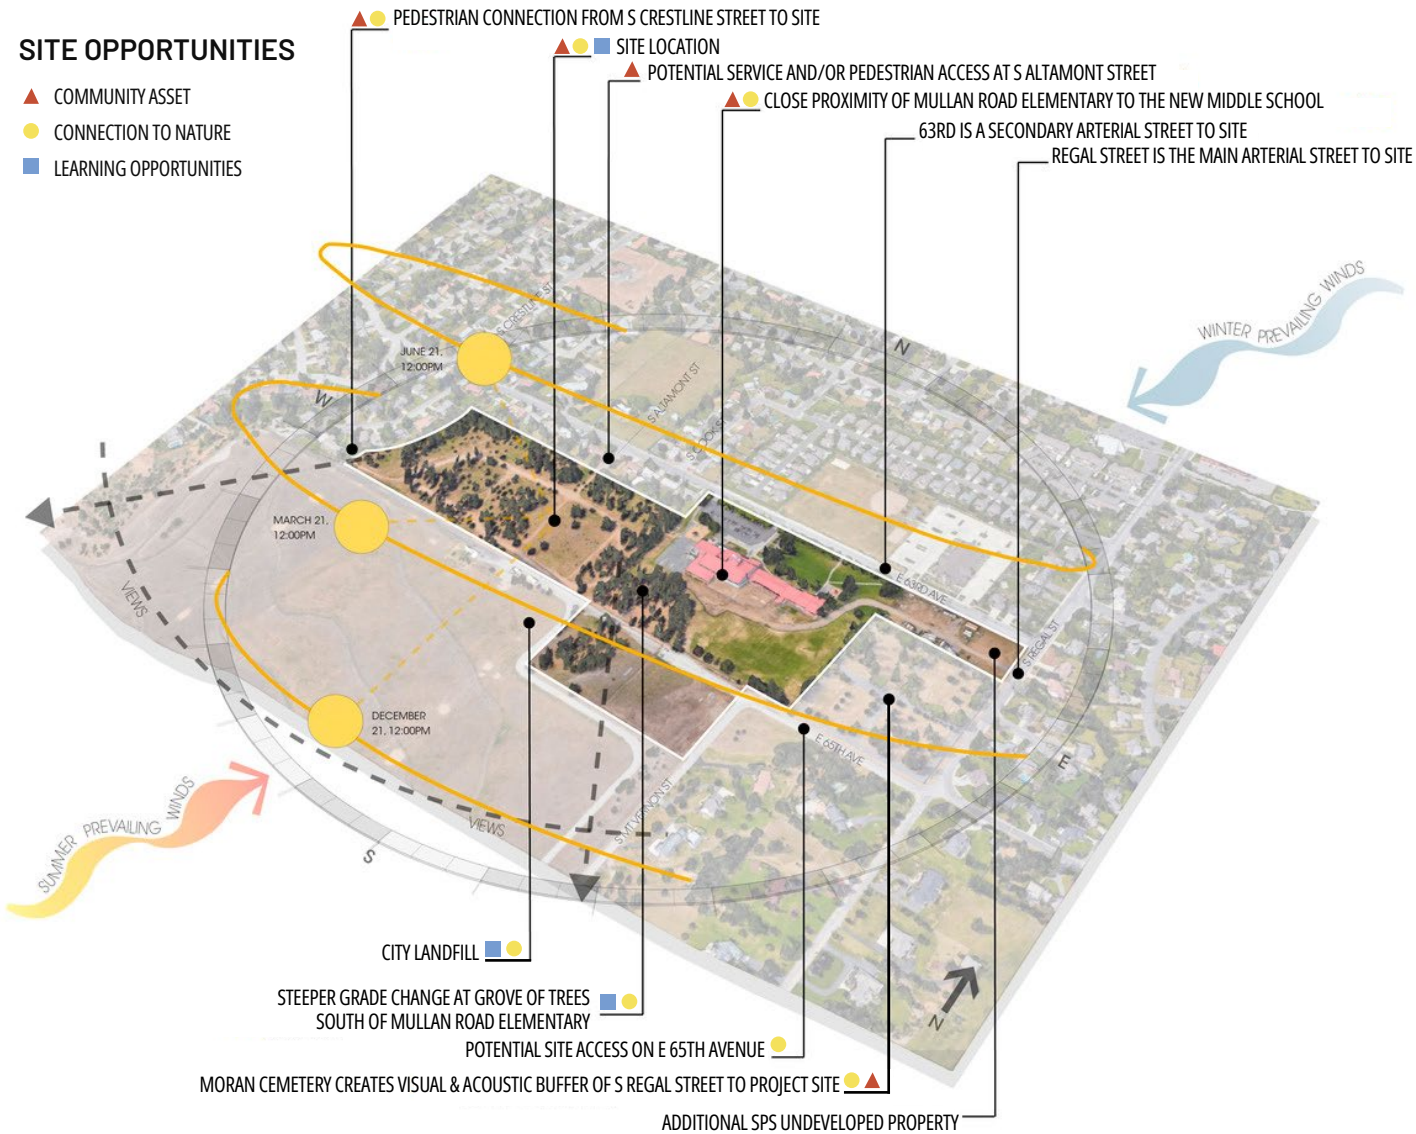 PEDESTRIAN CONNECTION FROM S CRESTLINE STREET TO SITE
SITE OPPORTUNITIES
SITE LOCATION
POTENTIAL SERVICE AND/OR PEDESTRIAN ACCESS AT S ALTAMONT STREET
COMMUNITY ASSET
CLOSE PROXIMITY OF MULLAN ROAD ELEMENTARY TO THE NEW MIDDLE SCHOOL
CONNECTION TO NATURE
63RD IS A SECONDARY ARTERIAL STREET TO SITE
REGAL STREET IS THE MAIN ARTERIAL STREET TO SITE
LEARNING OPPORTUNITIES
WINTER PREVAILING WINDS
S CRESTLINE ST
N
JUNE 21,
12:00PM
S ALTAMONT ST
W
S COOK ST
MARCH 21,
12:00PM
E 63RD AVE
VIEWS
S REGAL ST
DECEMBER
21, 12:00PM
E 65TH AVE
E
SUMMER PREVAILING WINDS
S MT VERNON ST
VIEWS
S
CITY LANDFILL
STEEPER GRADE CHANGE AT GROVE OF TREES
SOUTH OF MULLAN ROAD ELEMENTARY
N
POTENTIAL SITE ACCESS ON E 65TH AVENUE
MORAN CEMETERY CREATES VISUAL & ACOUSTIC BUFFER OF S REGAL STREET TO PROJECT SITE
ADDITIONAL SPS UNDEVELOPED PROPERTY